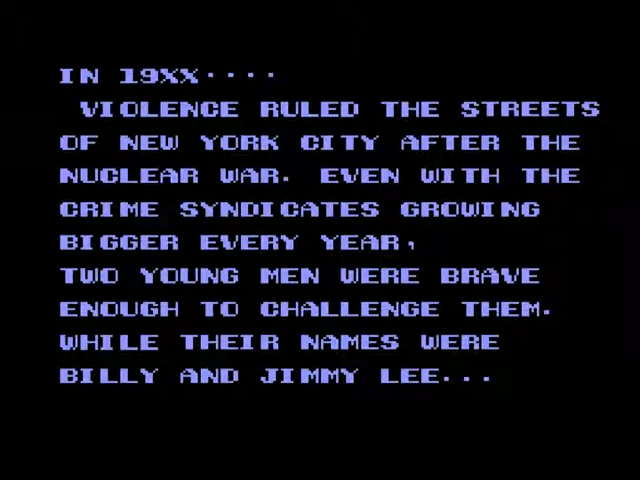 IN 19XX····
VIOLENCE RULED THE STREETS
OF NEW YORK CITY AFTER THE
NUCLEAR WAR. EVEN WITH THE
CRIME SYNDICATES GROWING
BIGGER EVERY YEAR,
TWO YOUNG MEN WERE BRAVE
ENOUGH TO CHALLENGE THEM.
WHILE THEIR NAMES WERE
BILLY AND JIMMY LEE...